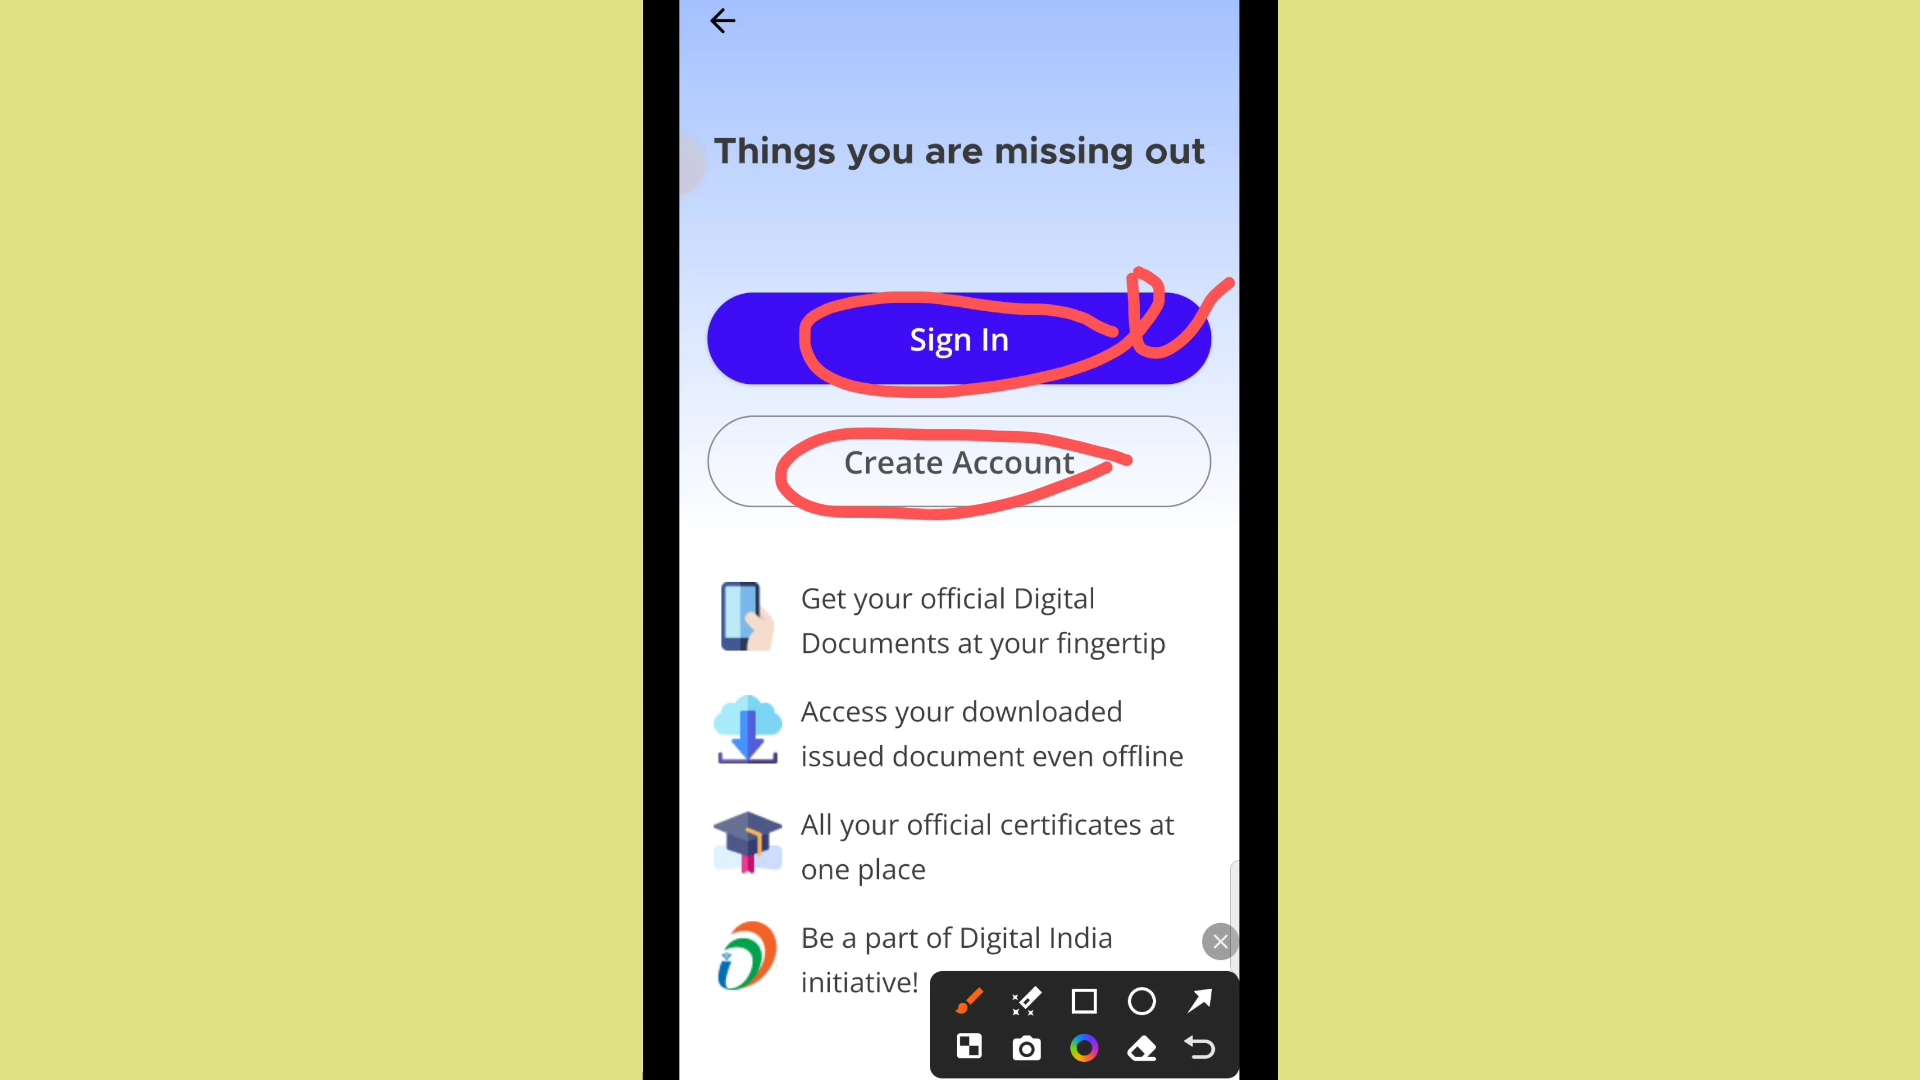 Things you are missing out
Sign In
Create Account
Get your official Digital
Documents at your fingertip
Access your downloaded
issued document even offline
All your official certificates at
one place
Be a part of Digital India
initiative!